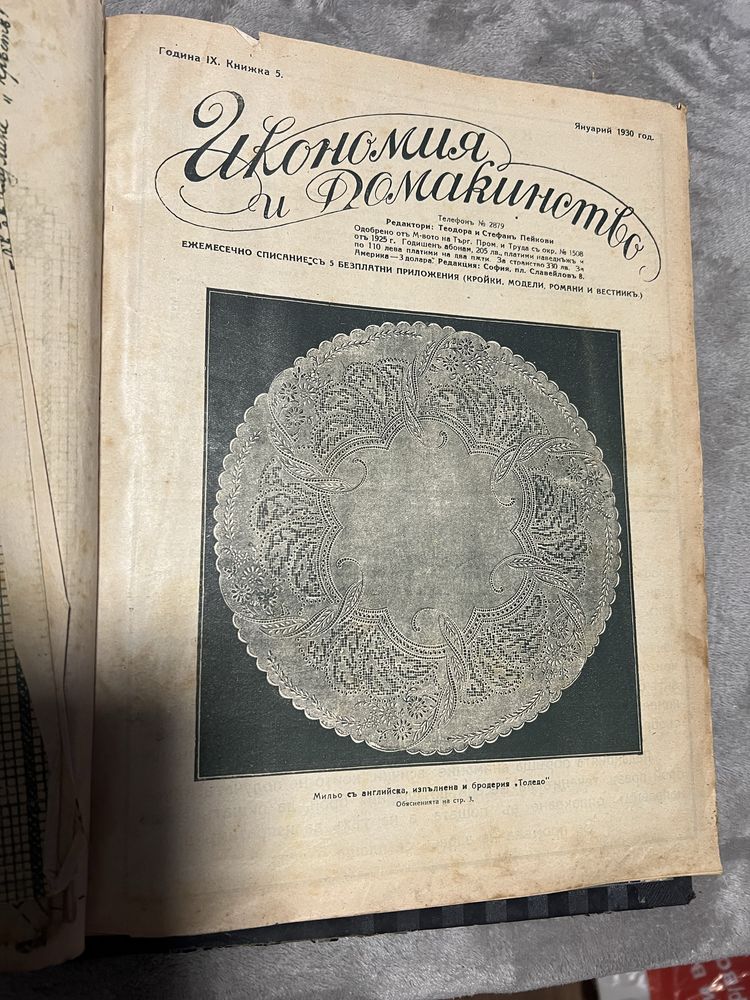 Година IX. Книжка 5.
Януарий 1930 год.
Икономия
и Домакинство
Телефонъ № 2879
Редактори: Теодора и Стефанъ Пейкови
Одобрено отъ М-вото на Търг. Пром. и Труда съ окр. № 1508
отъ 1925 г. Годишенъ абонам. 205 лв., платими наведнъжъ и
по 110 лева платими на два пѫти. За странство 330 лв. За
Америка—3 долара. Редакция: София, пл. Славейловъ 8.
ЕЖЕМЕСЕЧНО СПИСАНИЕ СЪ 5 БЕЗПЛАТНИ ПРИЛОЖЕНИЯ (КРОЙКИ, МОДЕЛИ, РОМАНИ И ВЕСТНИКЪ.)
Мильо съ английска, изпълнена и бродерия „Толедо"
Обясненията на стр. 3.